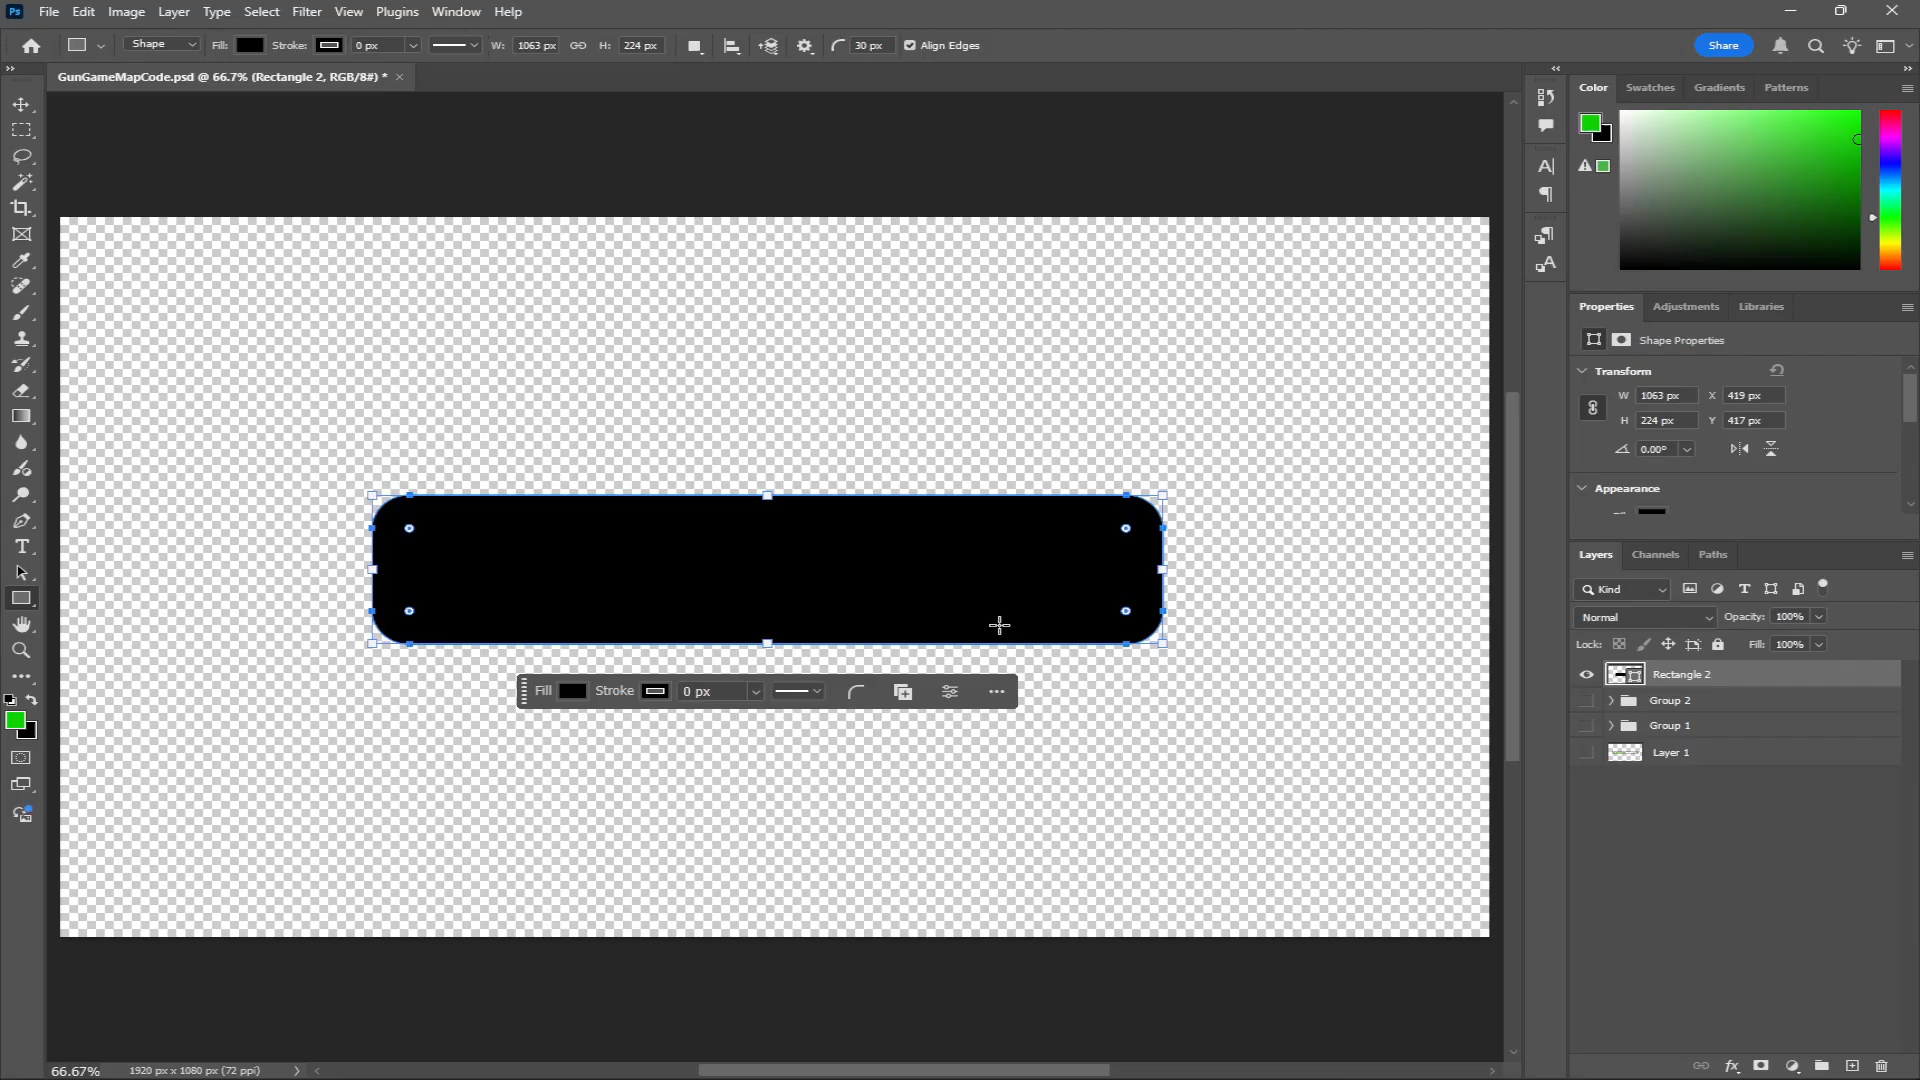 Ps File Edit Image Layer Type Select Filter View Plugins Window Help
Shape Fill: Stroke: 0 px W: 1063 px H: 224 px 30 px Align Edges Share
GunGameMapCode.psd @ 66.7% (Rectangle 2, RGB/8#) *
Color Swatches Gradients Patterns
Properties Adjustments Libraries
Shape Properties
Transform
W 1063 px X 419 px
H 224 px Y 417 px
0.00°
Appearance
Layers Channels Paths
Kind
Normal Opacity: 100%
Lock: Fill: 100%
Rectangle 2
Group 2
Group 1
Layer 1
Fill Stroke 0 px
66.67% 1920 px x 1080 px (72 ppi)